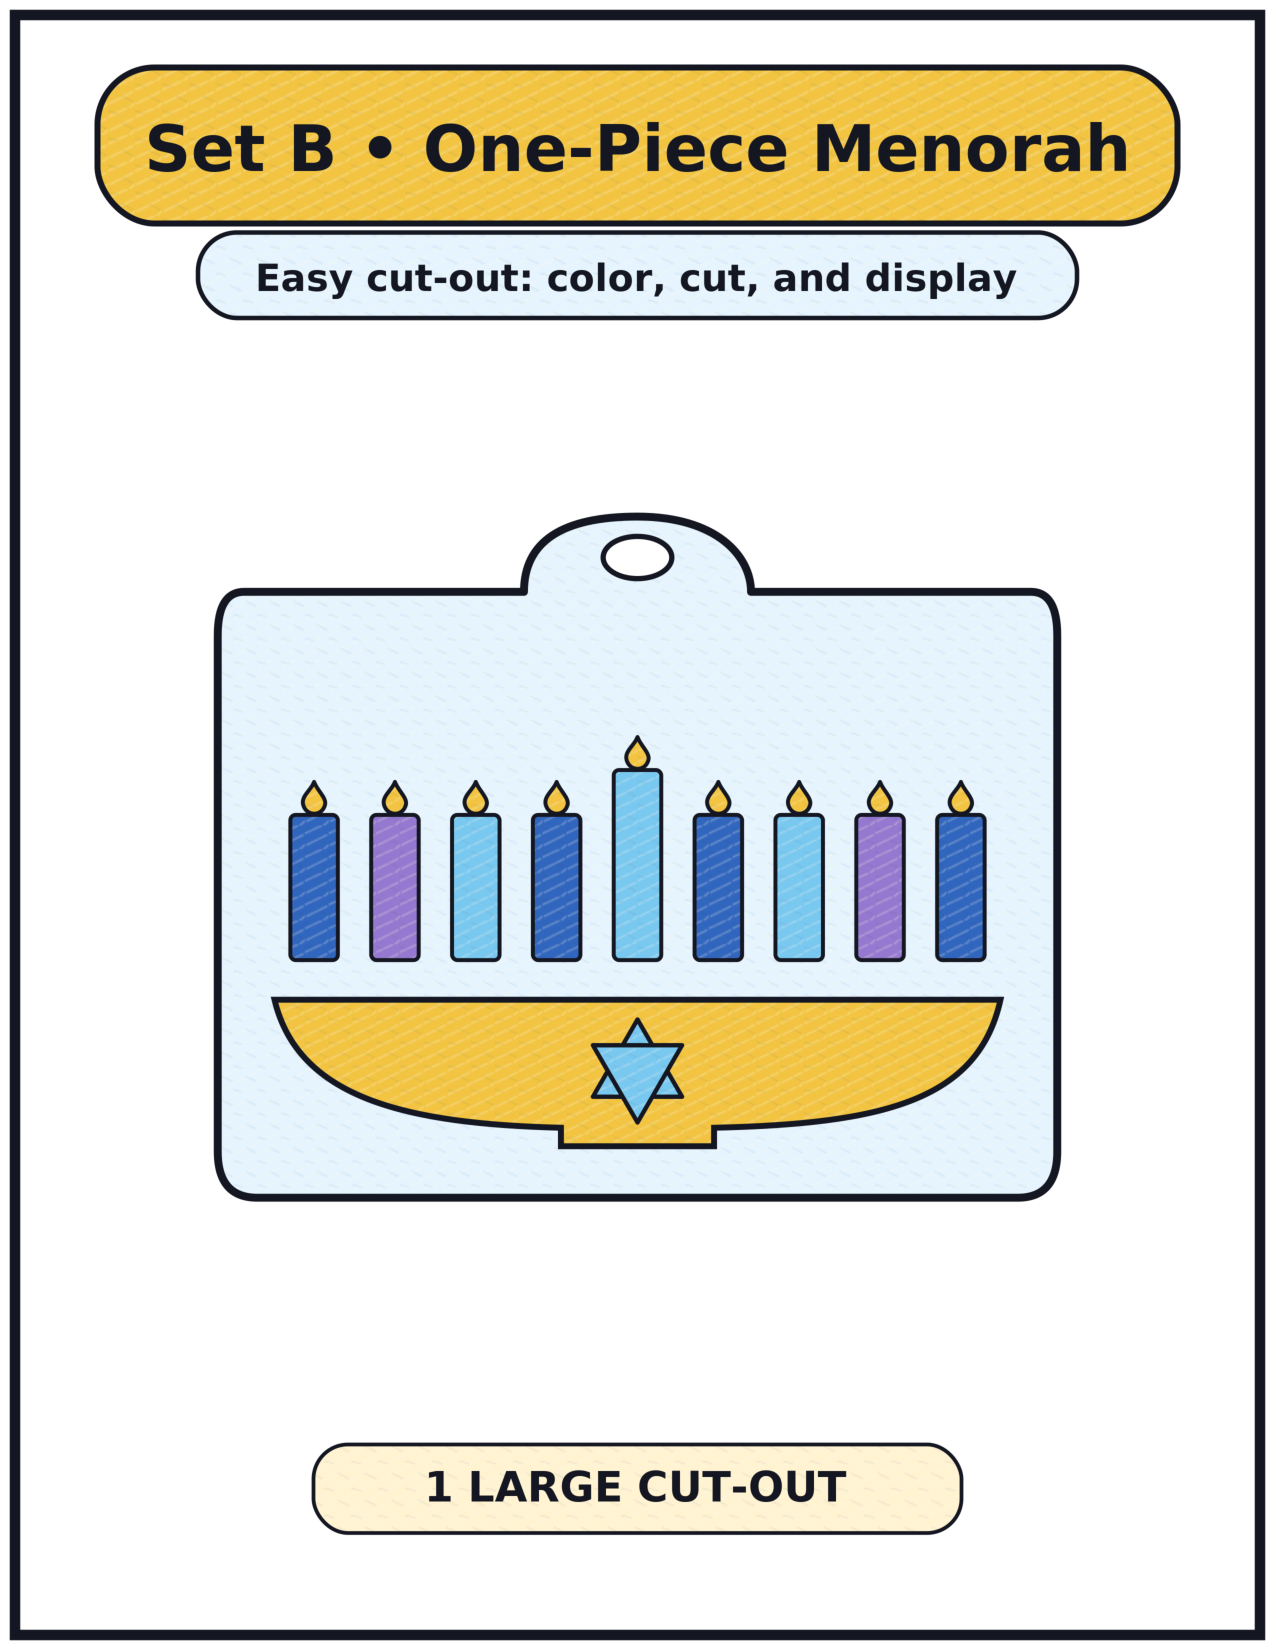 Set B • One-Piece Menorah
Easy cut-out: color, cut, and display
1 LARGE CUT-OUT